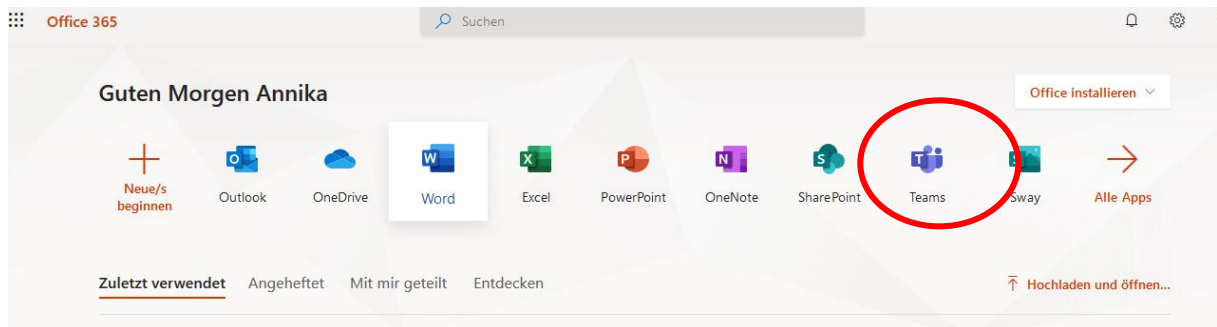 Office 365
Suchen
Guten Morgen Annika
Office installieren
Neue/s
beginnen
Outlook
OneDrive
Word
Excel
PowerPoint
OneNote
SharePoint
Teams
Sway
Alle Apps
Zuletzt verwendet Angeheftet Mit mir geteilt Entdecken
Hochladen und öffnen...